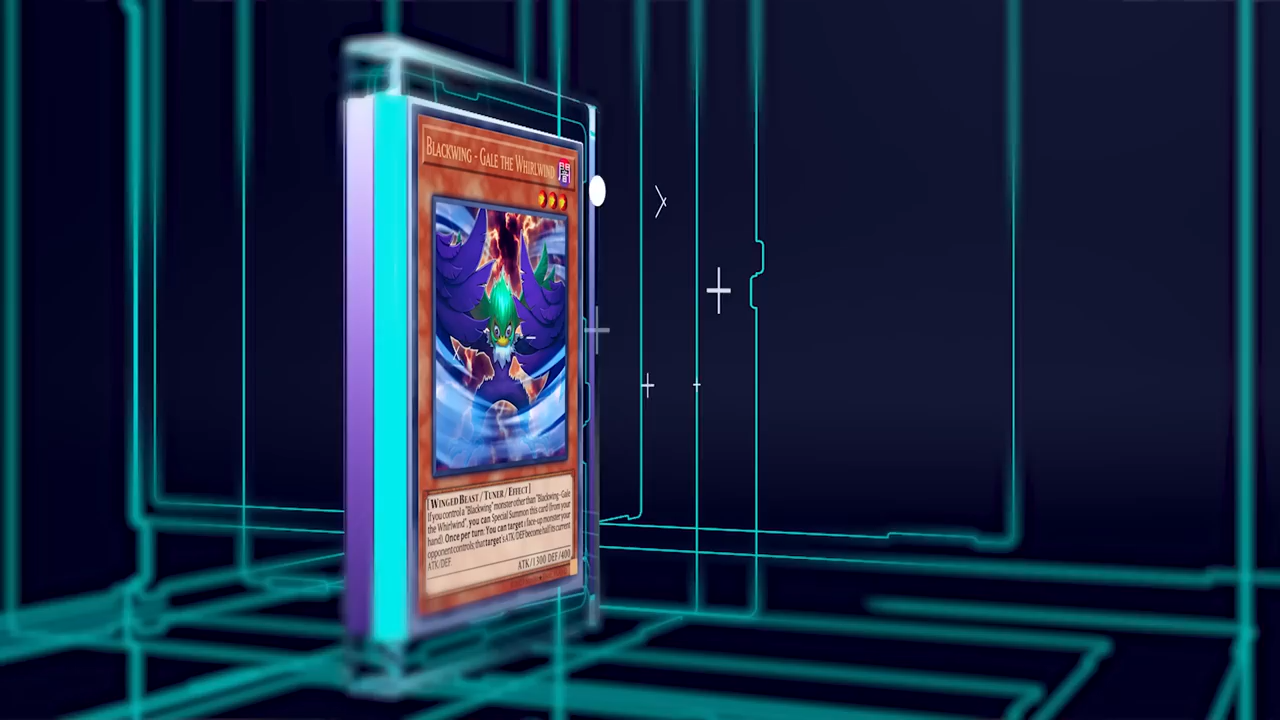 Blackwing - Gale the Whirlwind
闇
[Winged Beast / Tuner / Effect]
If you control a "Blackwing" monster other than "Blackwing - Gale
the Whirlwind", you can Special Summon this card (from your
hand). Once per turn: You can target 1 face-up monster your
opponent controls; that target's ATK/DEF become half its current
ATK/DEF.
ATK/1300 DEF/400